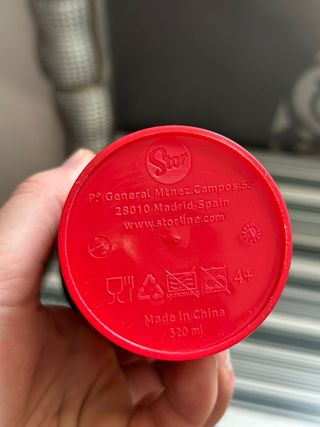 Stor
Pº General Mtnez.Campos,5
28010 Madrid-Spain
www.storline.com
4+
Made in China
520 ml